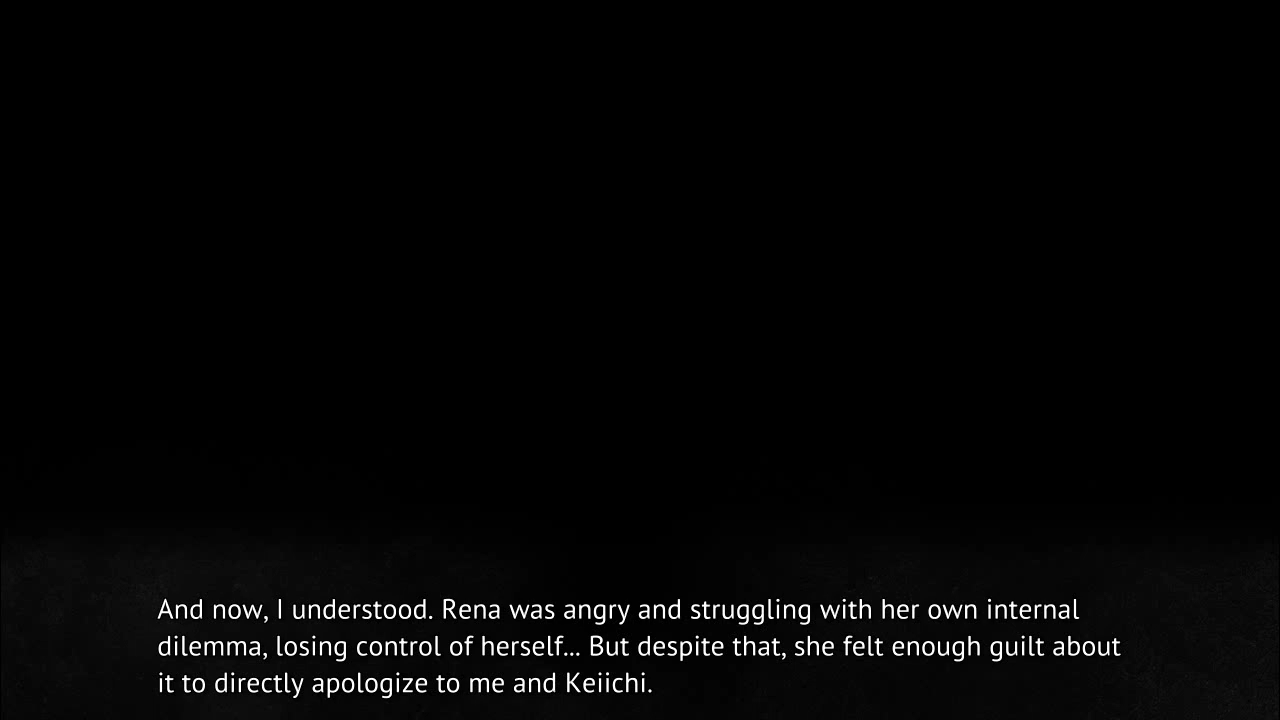 And now, I understood. Rena was angry and struggling with her own internal
dilemma, losing control of herself... But despite that, she felt enough guilt about
it to directly apologize to me and Keiichi.